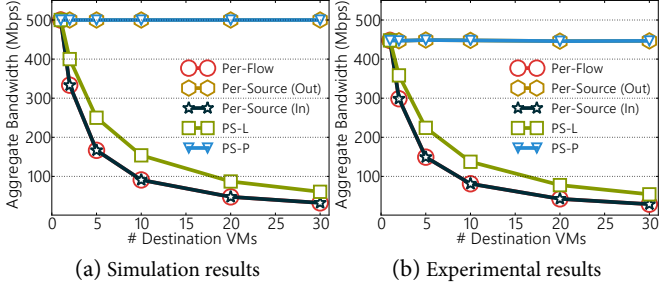 Aggregate Bandwidth (Mbps)
500
400
300
200
100
Per-Flow
Per-Source (Out)
Per-Source (In)
PS-L
PS-P
0 5 10 15 20 25 30
# Destination VMs
(a) Simulation results
Aggregate Bandwidth (Mbps)
500
400
300
200
100
Per-Flow
Per-Source (Out)
Per-Source (In)
PS-L
PS-P
0 5 10 15 20 25 30
# Destination VMs
(b) Experimental results